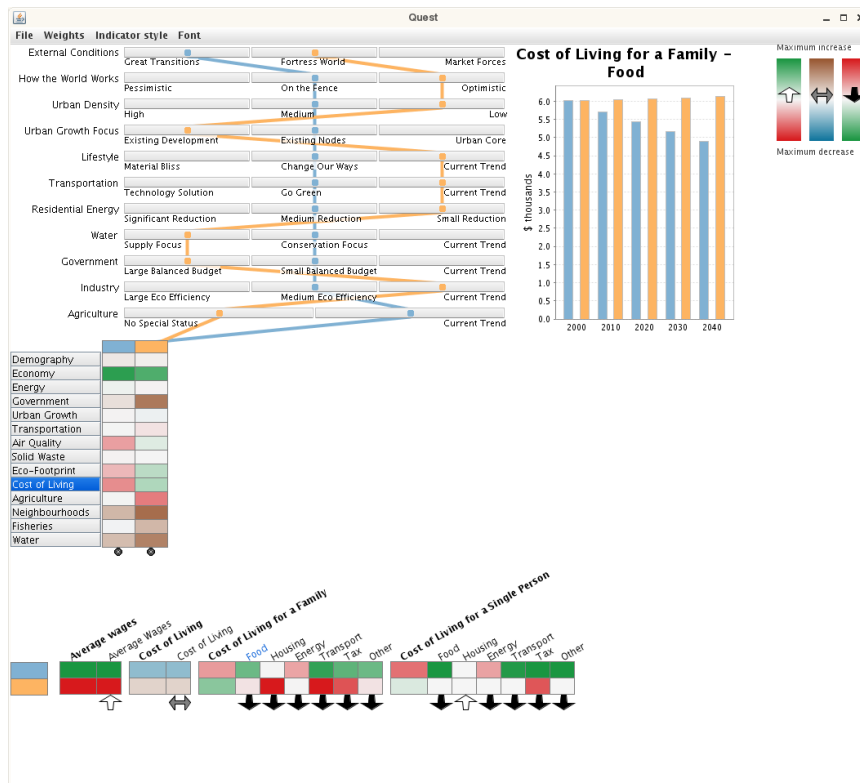 Quest
File Weights Indicator style Font
External Conditions
Great Transitions Fortress World Market Forces
How the World Works
Pessimistic On the Fence Optimistic
Urban Density
High Medium Low
Urban Growth Focus
Existing Development Existing Nodes Urban Core
Lifestyle
Material Bliss Change Our Ways Current Trend
Transportation
Technology Solution Go Green Current Trend
Residential Energy
Significant Reduction Medium Reduction Small Reduction
Water
Supply Focus Conservation Focus Current Trend
Government
Large Balanced Budget Small Balanced Budget Current Trend
Industry
Large Eco Efficiency Medium Eco Efficiency Current Trend
Agriculture
No Special Status Current Trend
Cost of Living for a Family –
Food
$ thousands
6.0
5.5
5.0
4.5
4.0
3.5
3.0
2.5
2.0
1.5
1.0
0.5
0.0
2000 2010 2020 2030 2040
Maximum increase
Maximum decrease
Demography
Economy
Energy
Government
Urban Growth
Transportation
Air Quality
Solid Waste
Eco-Footprint
Cost of Living
Agriculture
Neighbourhoods
Fisheries
Water
Average wages
Average Wages
Cost of Living
Cost of Living
Cost of Living for a Family
Food
Housing
Energy
Transport
Tax
Other
Cost of Living for a Single Person
Food
Housing
Energy
Transport
Tax
Other